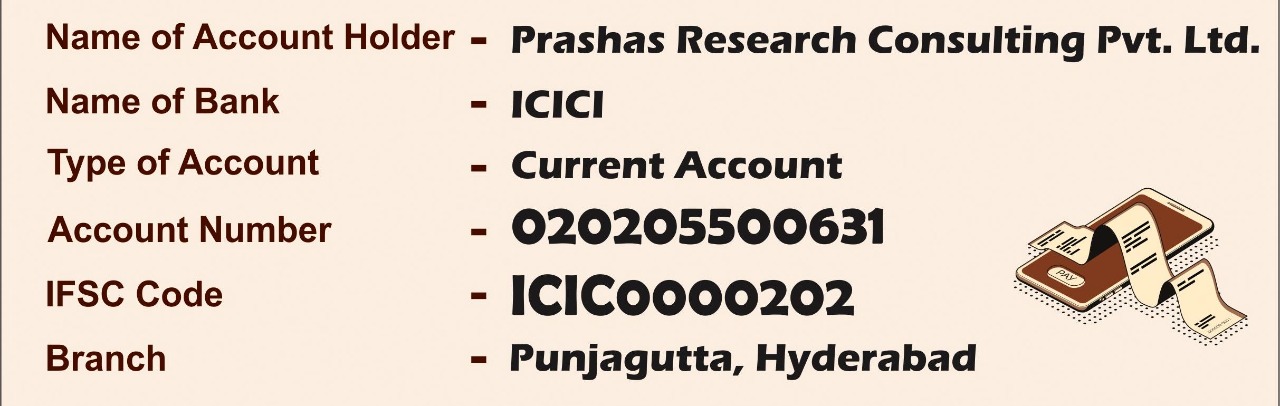 Name of Account Holder - Prashas Research Consulting Pvt. Ltd.
Name of Bank - ICICI
Type of Account - Current Account
Account Number - 020205500631
IFSC Code - ICIC0000202
Branch - Punjagutta, Hyderabad
PAY